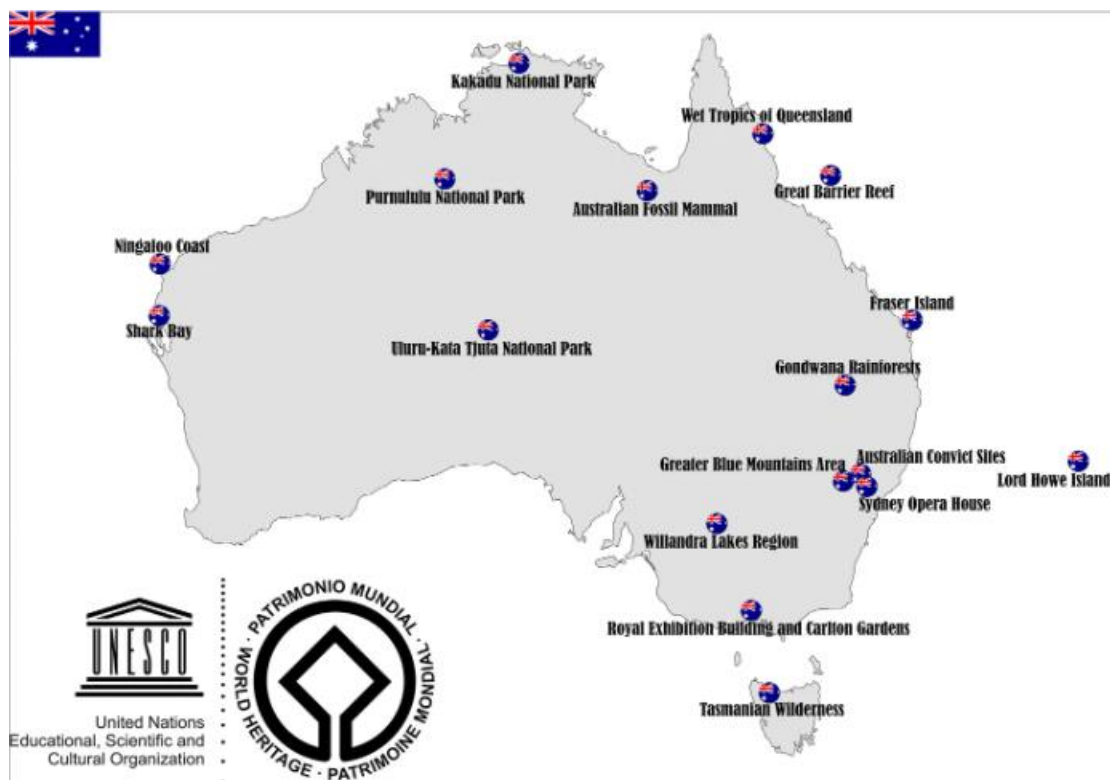 Kakadu National Park
Wet Tropics of Queensland
Purnululu National Park
Australian Fossil Mammal
Great Barrier Reef
Ningaloo Coast
Shark Bay
Uluru-Kata Tjuta National Park
Fraser Island
Gondwana Rainforests
Greater Blue Mountains Area
Australian Convict Sites
Sydney Opera House
Lord Howe Island
Willandra Lakes Region
Royal Exhibition Building and Carlton Gardens
Tasmanian Wilderness
UNESCO
United Nations
Educational, Scientific and
Cultural Organization
WORLD HERITAGE · PATRIMONIO MUNDIAL · PATRIMOINE MONDIAL ·